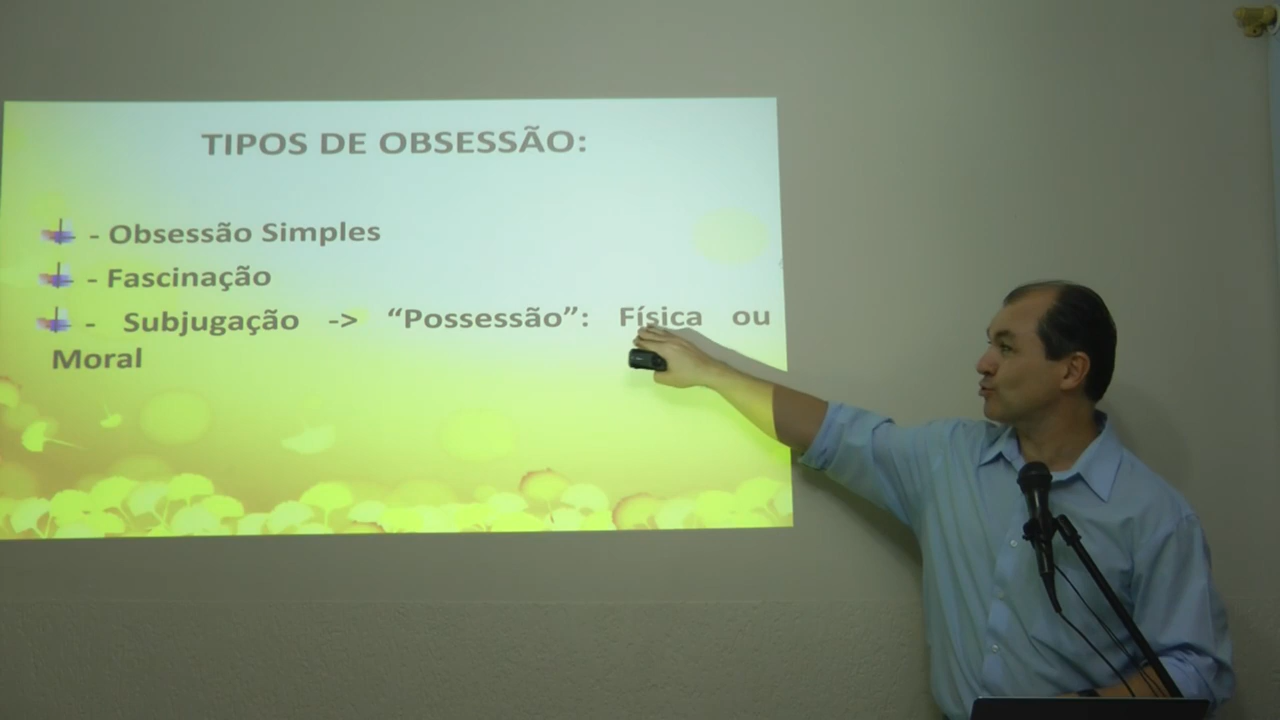 TIPOS DE OBSESSÃO:
- Obsessão Simples
- Fascinação
- Subjugação -> “Possessão”: Física ou
Moral